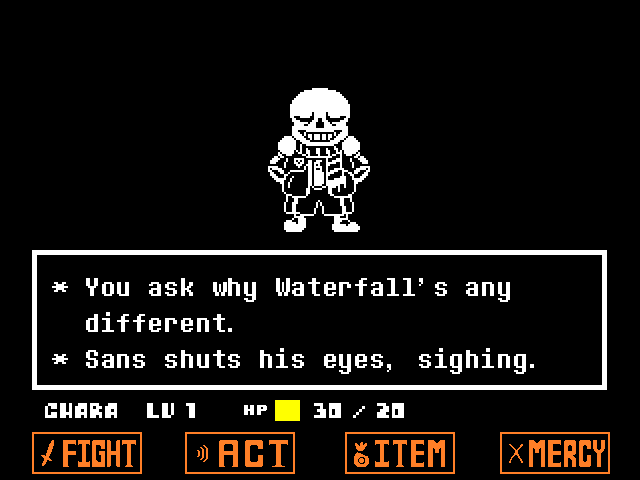 * You ask why Waterfall's any
different.
* Sans shuts his eyes, sighing.
CHARA LV 1 HP 30 / 20
FIGHT ACT ITEM MERCY